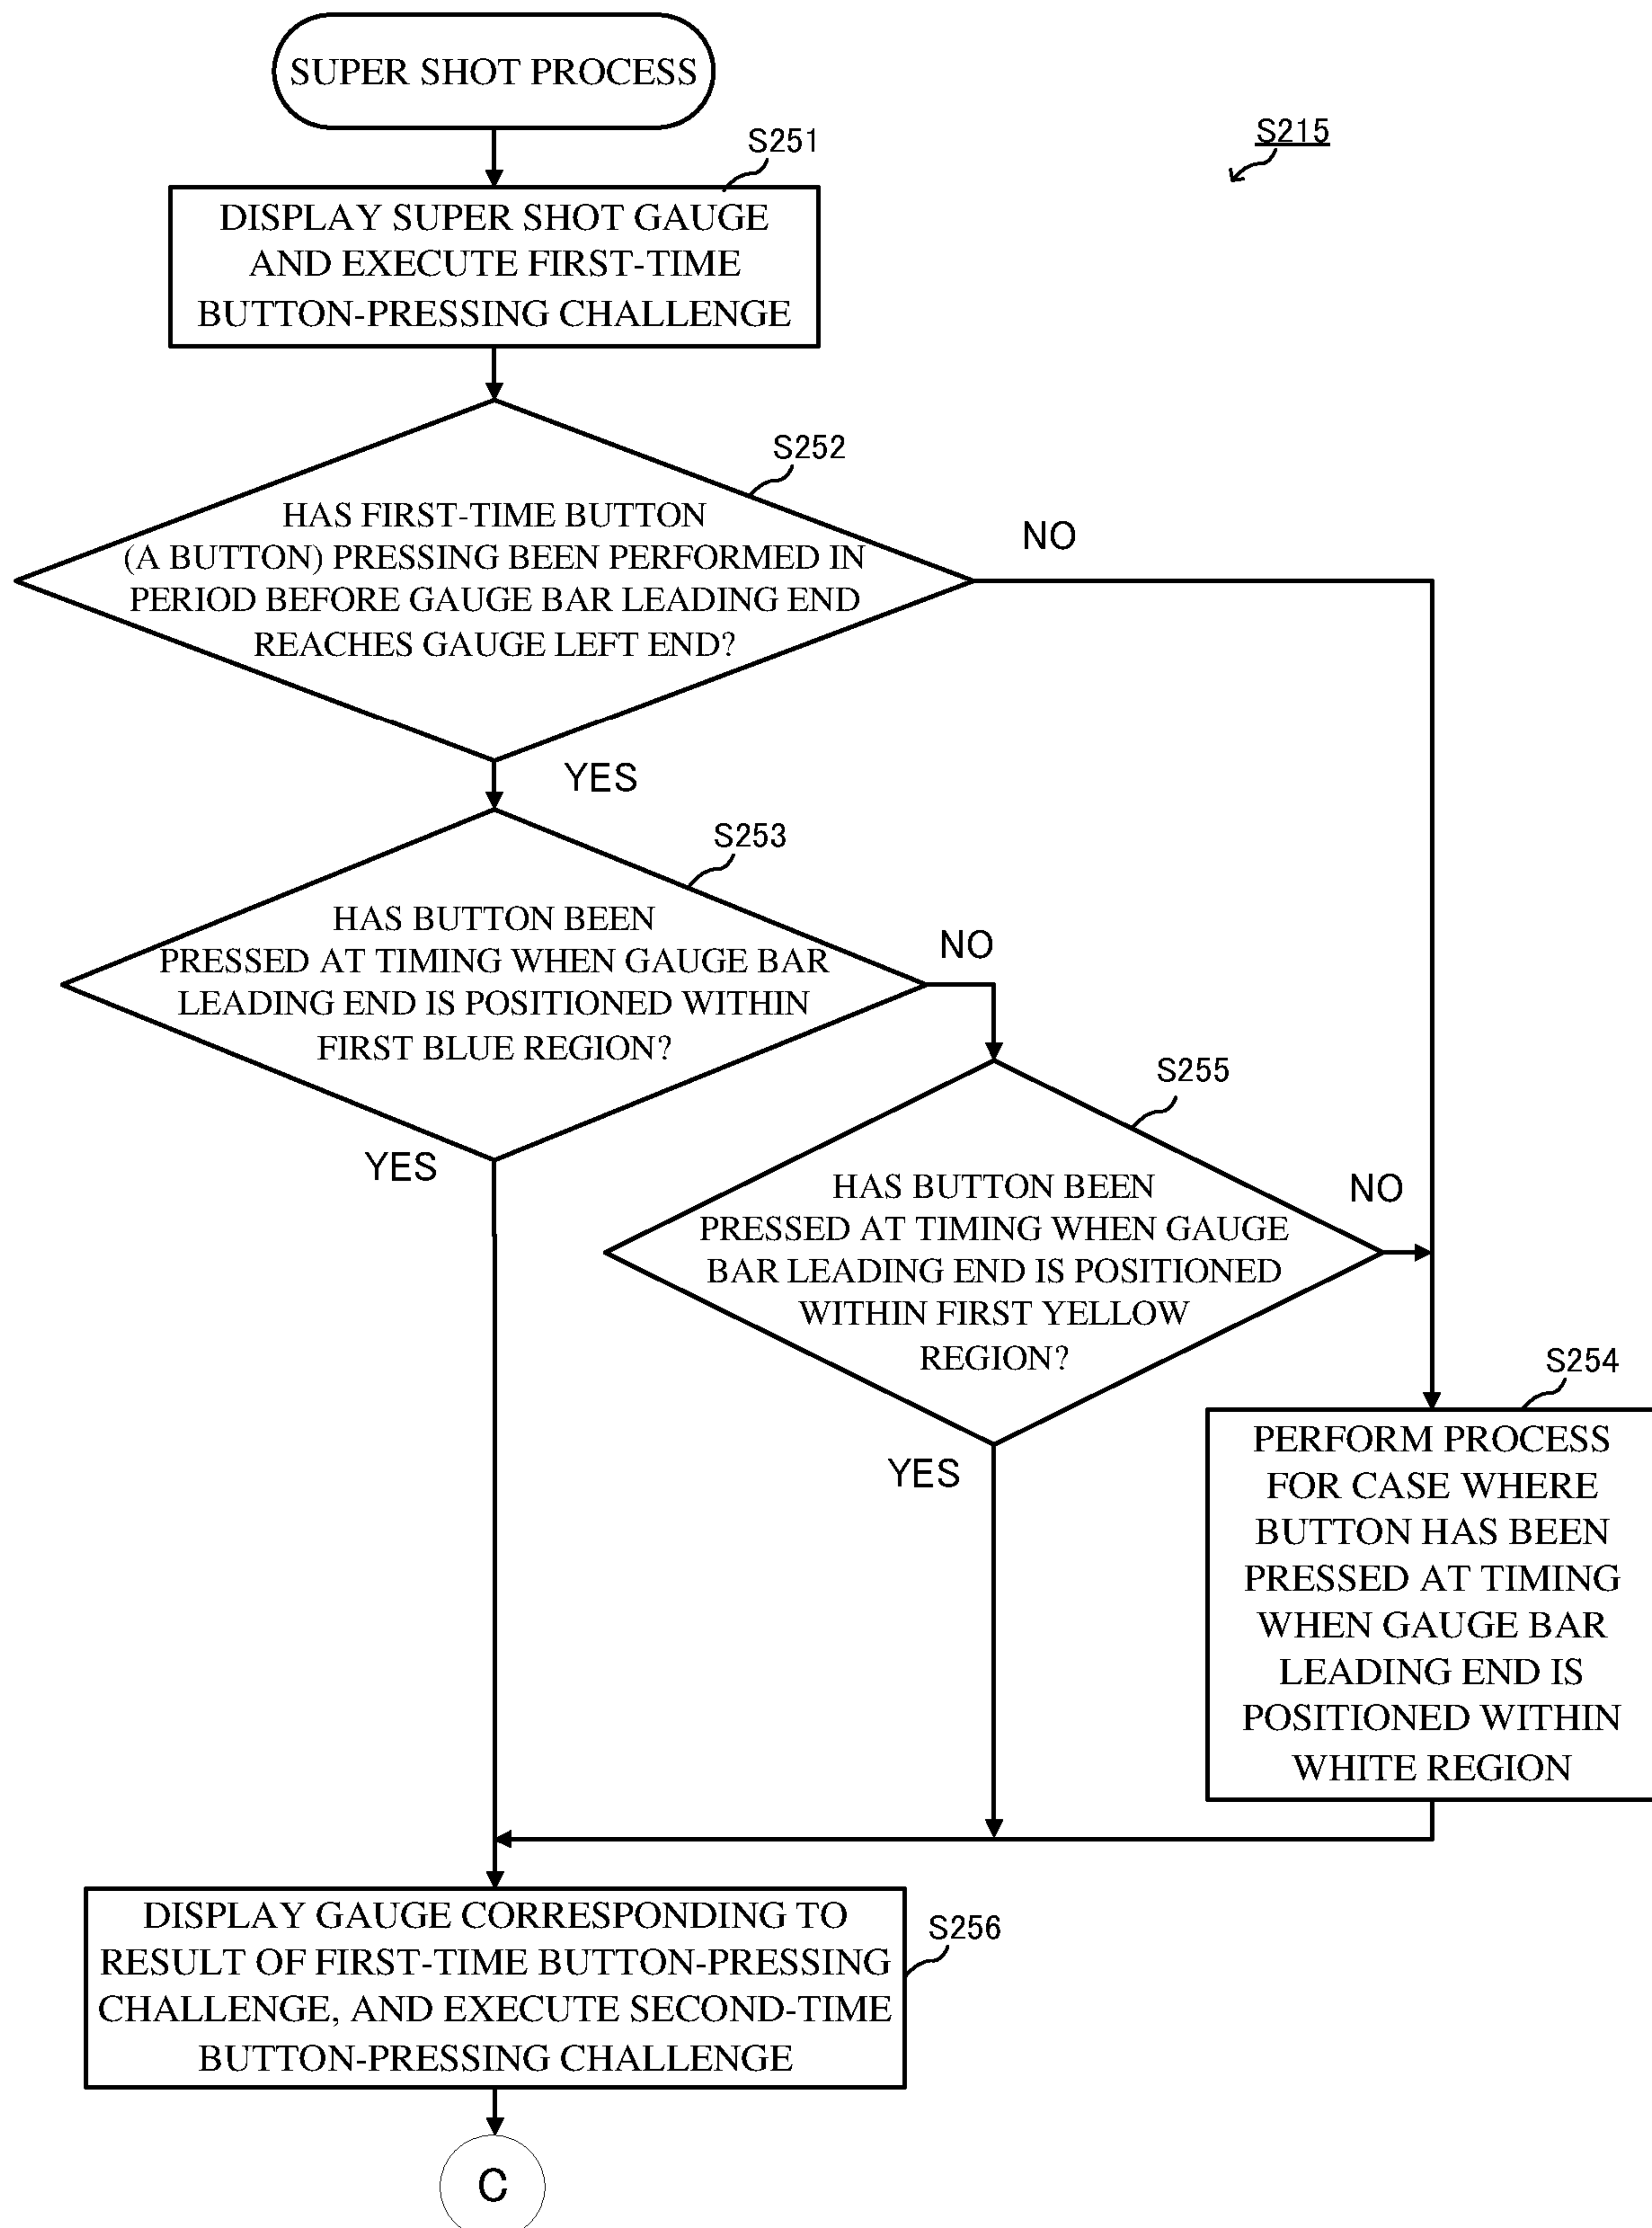 SUPER SHOT PROCESS
S215
S251
DISPLAY SUPER SHOT GAUGE
AND EXECUTE FIRST-TIME
BUTTON-PRESSING CHALLENGE
S252
HAS FIRST-TIME BUTTON
(A BUTTON) PRESSING BEEN PERFORMED IN
PERIOD BEFORE GAUGE BAR LEADING END
REACHES GAUGE LEFT END?
NO
YES
S253
HAS BUTTON BEEN
PRESSED AT TIMING WHEN GAUGE BAR
LEADING END IS POSITIONED WITHIN
FIRST BLUE REGION?
NO
YES
S255
HAS BUTTON BEEN
PRESSED AT TIMING WHEN GAUGE
BAR LEADING END IS POSITIONED
WITHIN FIRST YELLOW
REGION?
NO
YES
S254
PERFORM PROCESS
FOR CASE WHERE
BUTTON HAS BEEN
PRESSED AT TIMING
WHEN GAUGE BAR
LEADING END IS
POSITIONED WITHIN
WHITE REGION
S256
DISPLAY GAUGE CORRESPONDING TO
RESULT OF FIRST-TIME BUTTON-PRESSING
CHALLENGE, AND EXECUTE SECOND-TIME
BUTTON-PRESSING CHALLENGE
C